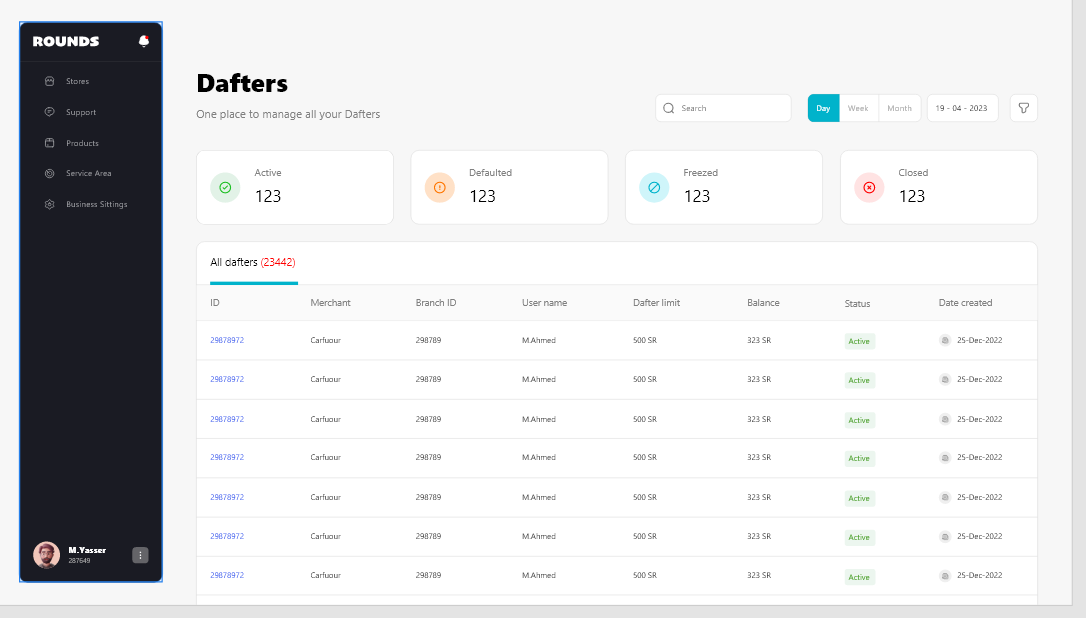 ROUNDS
Stores
Support
Products
Service Area
Business Sittings
M.Yasser
287649
Dafters
One place to manage all your Dafters
Search
Day Week Month 19 - 04 - 2023
Active
123
Defaulted
123
Freezed
123
Closed
123
All dafters (23442)
ID Merchant Branch ID User name Dafter limit Balance Status Date created
29878972 Carfuour 298789 M.Ahmed 500 SR 323 SR Active 25-Dec-2022
29878972 Carfuour 298789 M.Ahmed 500 SR 323 SR Active 25-Dec-2022
29878972 Carfuour 298789 M.Ahmed 500 SR 323 SR Active 25-Dec-2022
29878972 Carfuour 298789 M.Ahmed 500 SR 323 SR Active 25-Dec-2022
29878972 Carfuour 298789 M.Ahmed 500 SR 323 SR Active 25-Dec-2022
29878972 Carfuour 298789 M.Ahmed 500 SR 323 SR Active 25-Dec-2022
29878972 Carfuour 298789 M.Ahmed 500 SR 323 SR Active 25-Dec-2022